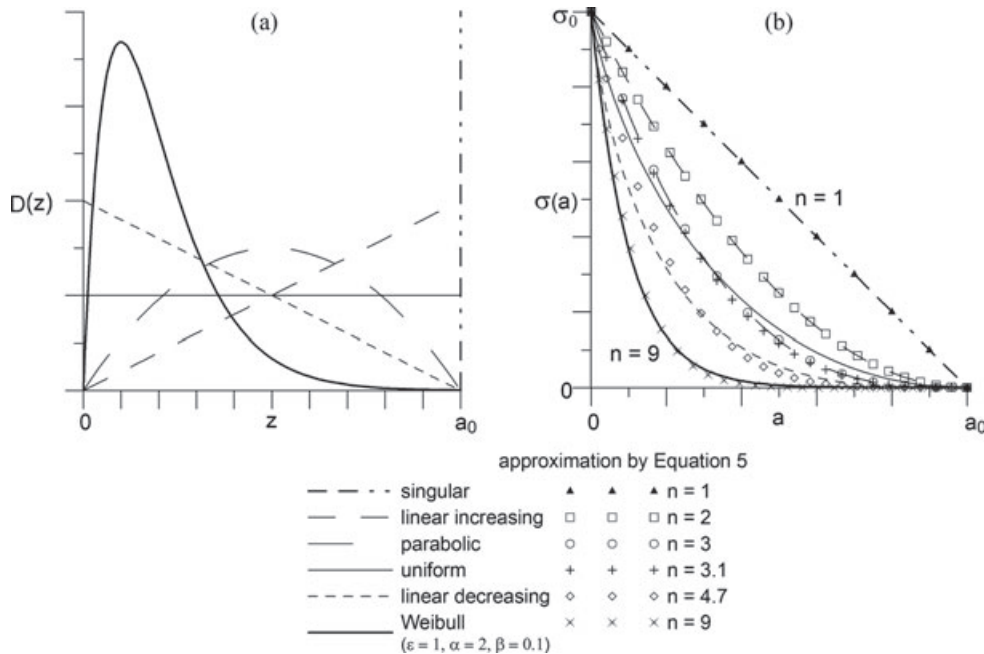 (a)
(b)
D(z)
0
z
a₀
σ₀
σ(a)
n = 1
n = 9
0
0
a
a₀
approximation by Equation 5
singular n = 1
linear increasing n = 2
parabolic n = 3
uniform n = 3.1
linear decreasing n = 4.7
Weibull n = 9
(ε = 1, α = 2, β = 0.1)